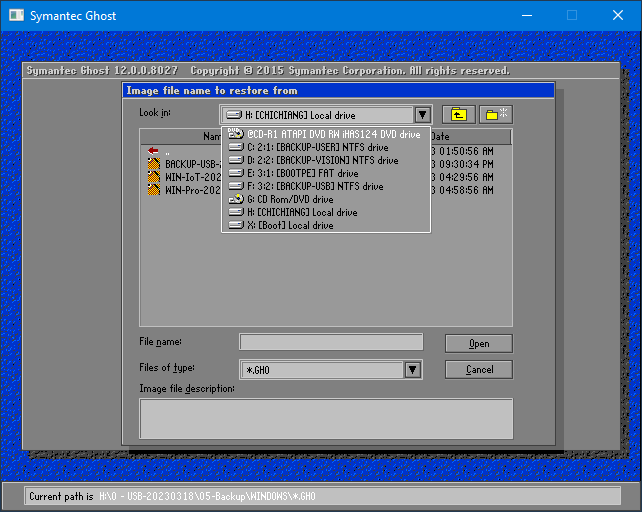 Symantec Ghost
Symantec Ghost 12.0.0.8027 Copyright © 2015 Symantec Corporation. All rights reserved.
Image file name to restore from
Look in:
H: [CHICHIANG] Local drive
@CD-R1 ATAPI DVD RW iHAS124 DVD drive
C: 2:1: [BACKUP-USER] NTFS drive
D: 2:2: [BACKUP-VISION] NTFS drive
E: 3:1: [BOOTPE] FAT drive
F: 3:2: [BACKUP-USB] NTFS drive
G: CD Rom/DVD drive
H: [CHICHIANG] Local drive
X: [Boot] Local drive
Date
..
3 01:50:56 AM
BACKUP-USB-2
3 09:30:34 PM
WIN-IoT-202
3 04:29:56 AM
WIN-Pro-202
3 04:58:56 AM
File name:
Open
Files of type:
*.GHO
Cancel
Image file description:
Current path is H:\0 - USB-20230318\05-Backup\WINDOWS\*.GHO